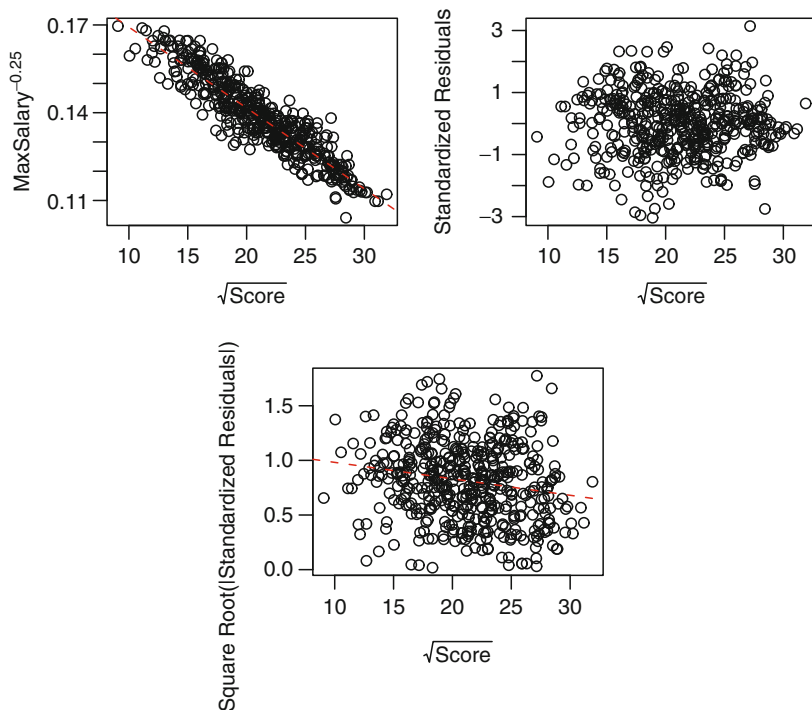 MaxSalary^−0.25
0.17
0.14
0.11
10 15 20 25 30
√Score
Standardized Residuals
3
1
−1
−3
10 15 20 25 30
√Score
Square Root(|Standardized Residuals|)
1.5
1.0
0.5
0.0
10 15 20 25 30
√Score